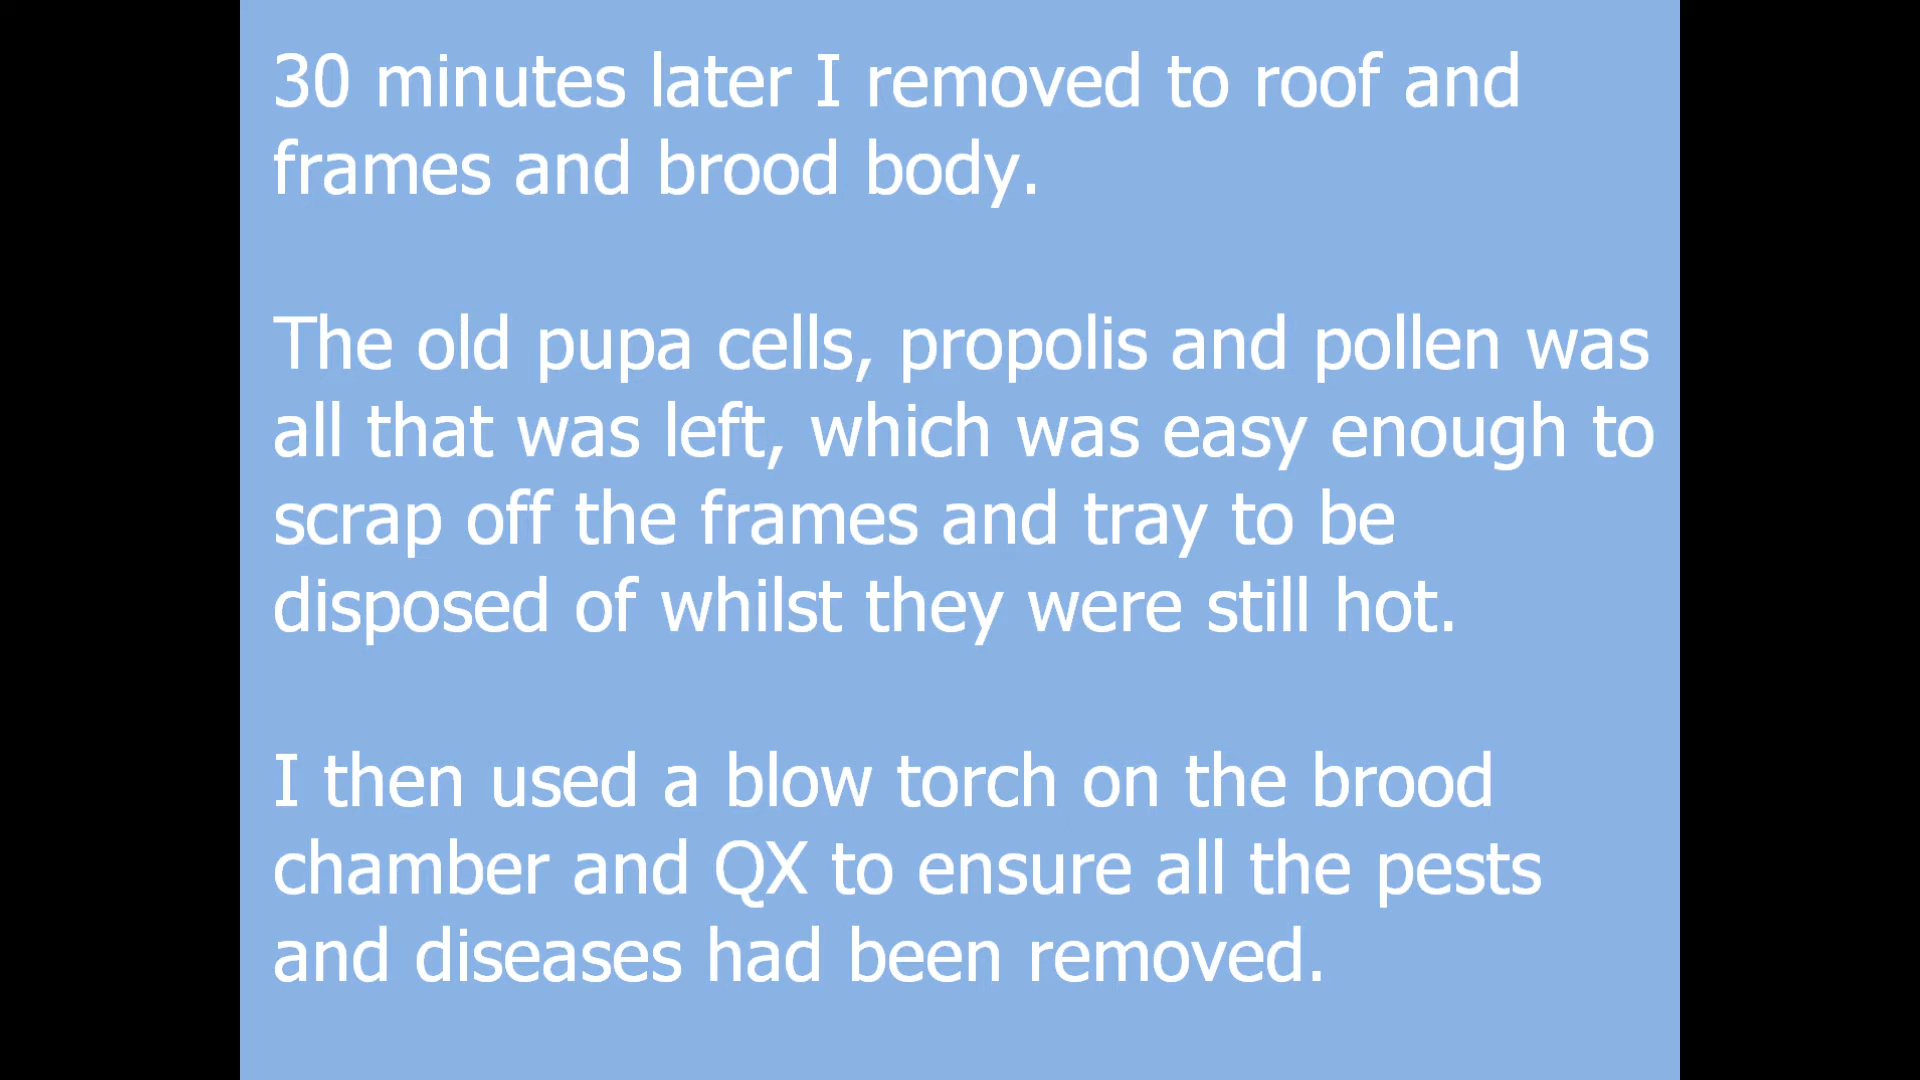 30 minutes later I removed to roof and
frames and brood body.
The old pupa cells, propolis and pollen was
all that was left, which was easy enough to
scrap off the frames and tray to be
disposed of whilst they were still hot.
I then used a blow torch on the brood
chamber and QX to ensure all the pests
and diseases had been removed.